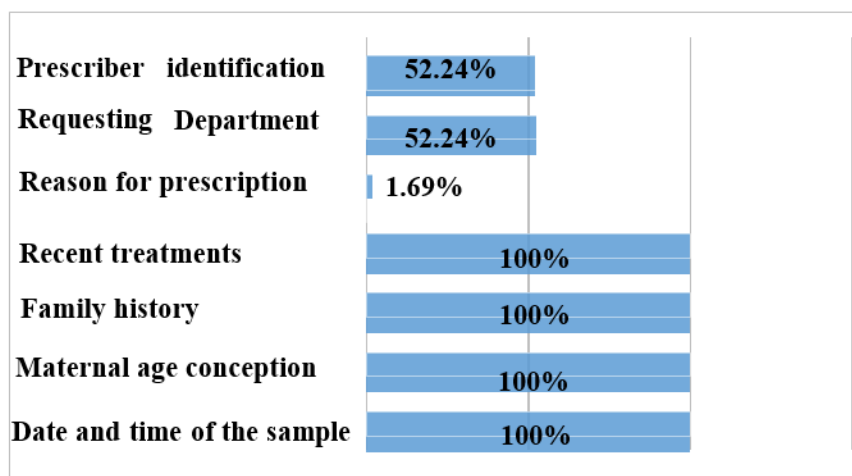 Prescriber identification 52.24%
Requesting Department 52.24%
Reason for prescription 1.69%
Recent treatments 100%
Family history 100%
Maternal age conception 100%
Date and time of the sample 100%